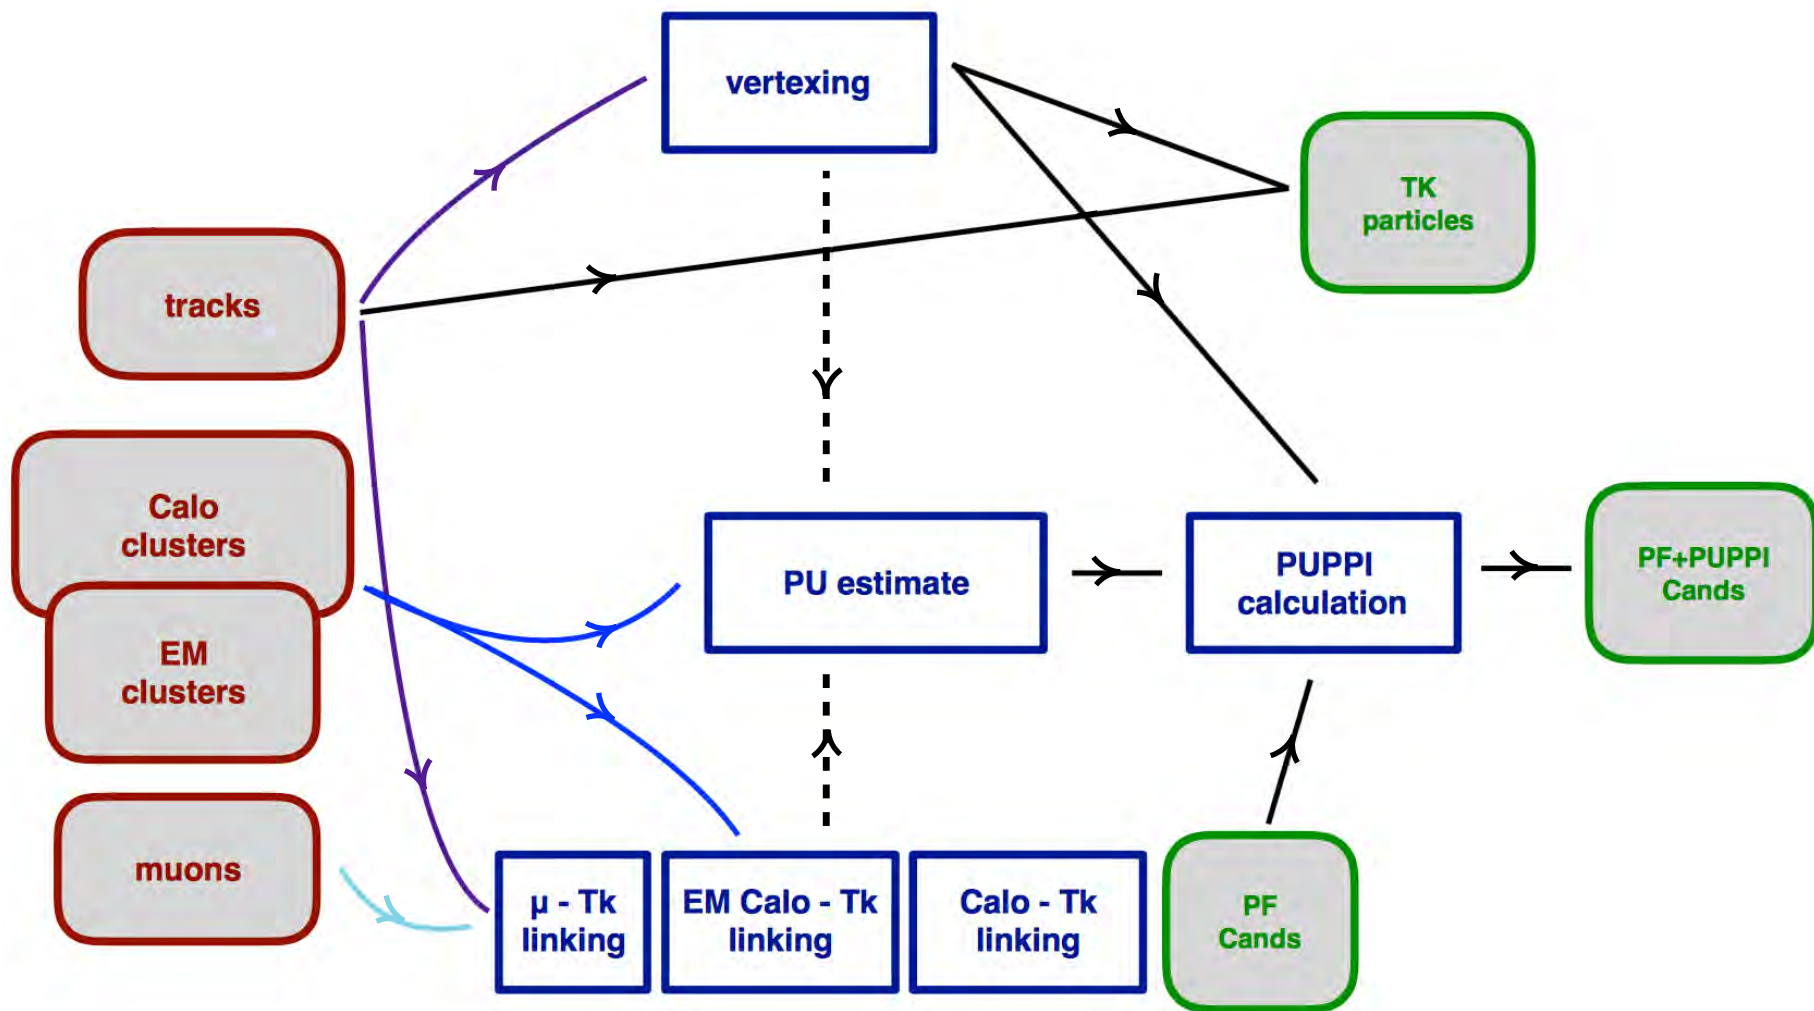 vertexing
TK
particles
tracks
Calo
clusters
PU estimate
PUPPI
calculation
PF+PUPPI
Cands
EM
clusters
muons
μ - Tk
linking
EM Calo - Tk
linking
Calo - Tk
linking
PF
Cands